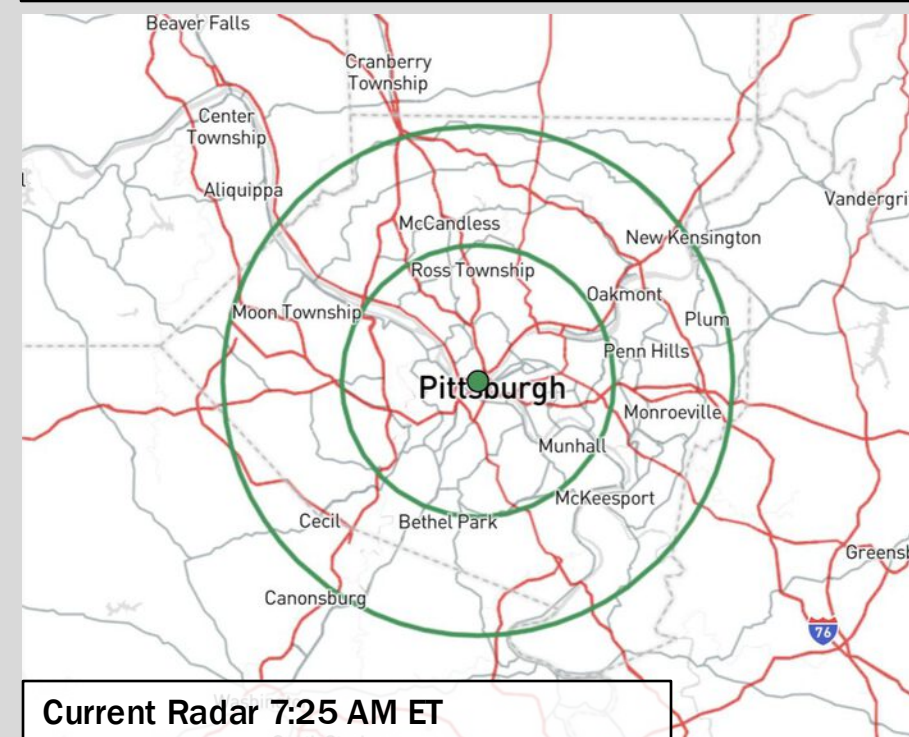 Beaver Falls
Cranberry
Township
Center
Township
Aliquippa
Vandergri
McCandless
New Kensington
Ross Township
Oakmont
Moon Township
Plum
Penn Hills
Pittsburgh
Monroeville
Munhall
McKeesport
Cecil
Bethel Park
Greensb
Canonsburg
76
Current Radar 7:25 AM ET